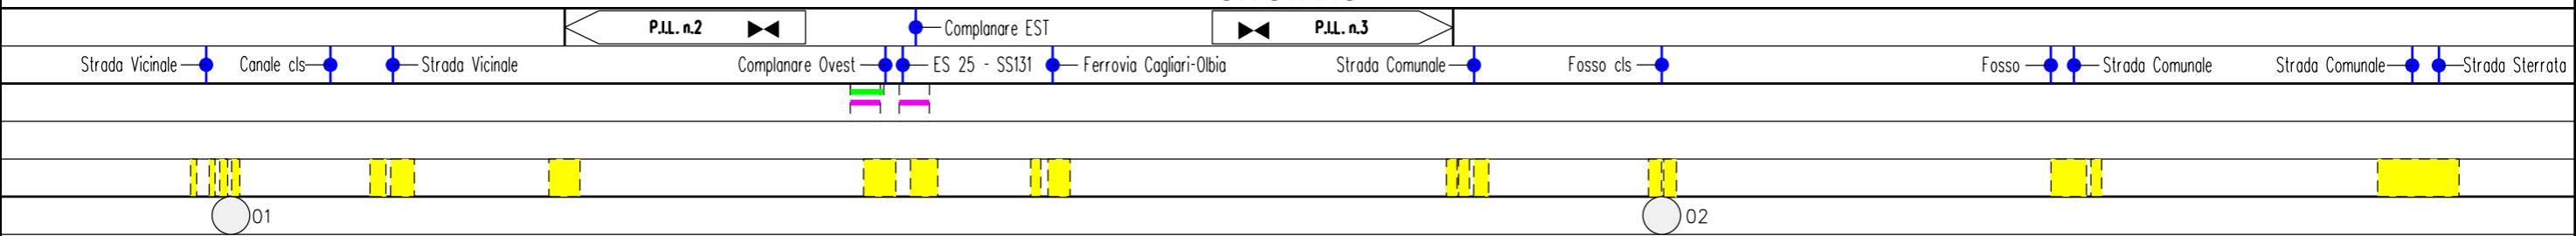 P.I.L. n.2
Complanare EST
P.I.L. n.3
Strada Vicinale
Canale cls
Strada Vicinale
Complanare Ovest
ES 25 - SS131
Ferrovia Cagliari-Olbia
Strada Comunale
Fosso cls
Fosso
Strada Comunale
Strada Comunale
Strada Sterrata
01
02